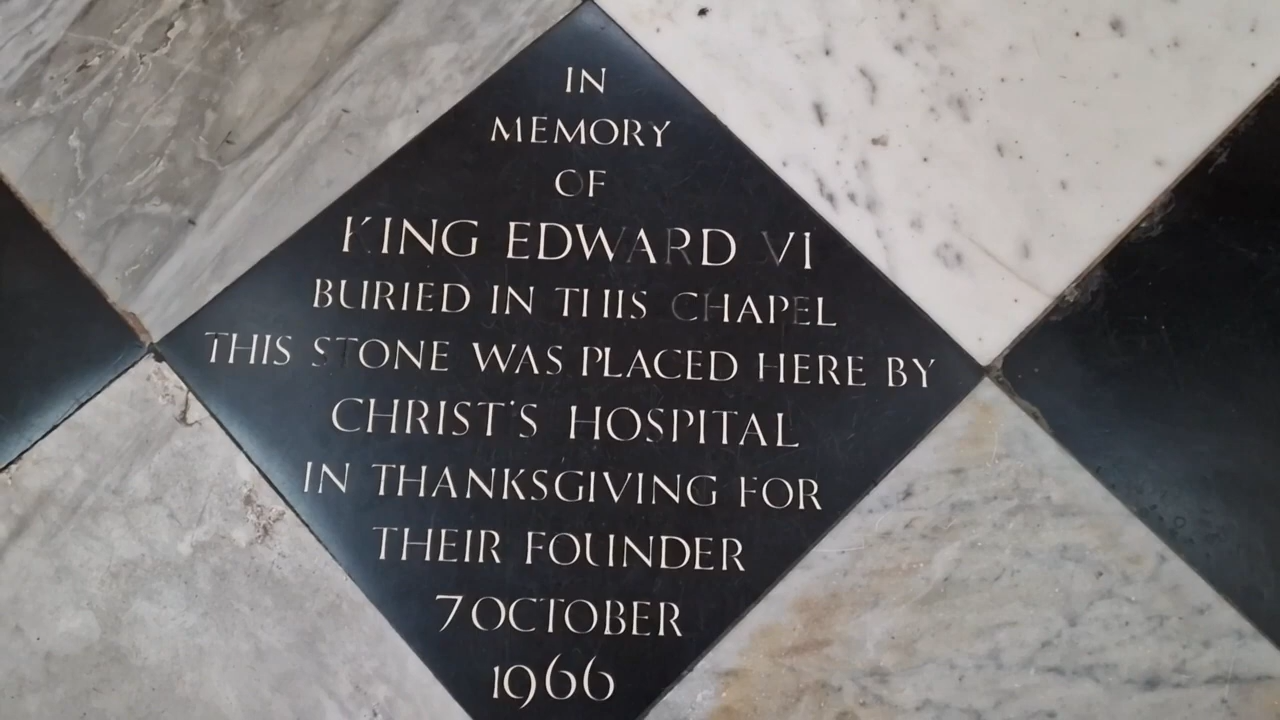 IN
MEMORY
OF
KING EDWARD VI
BURIED IN THIS CHAPEL
THIS STONE WAS PLACED HERE BY
CHRIST'S HOSPITAL
IN THANKSGIVING FOR
THEIR FOUNDER
7 OCTOBER
1966